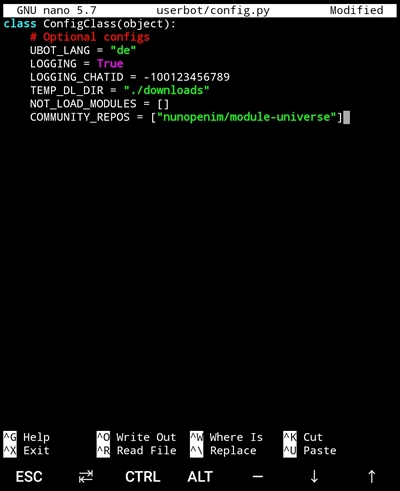 GNU nano 5.7 userbot/config.py Modified
class ConfigClass(object):
# Optional configs
UBOT_LANG = "de"
LOGGING = True
LOGGING_CHATID = -100123456789
TEMP_DL_DIR = "./downloads"
NOT_LOAD_MODULES = []
COMMUNITY_REPOS = ["nunopenim/module-universe"]
^G Help ^O Write Out ^W Where Is ^K Cut
^X Exit ^R Read File ^\ Replace ^U Paste
ESC ⇄ CTRL ALT – ↓ ↑